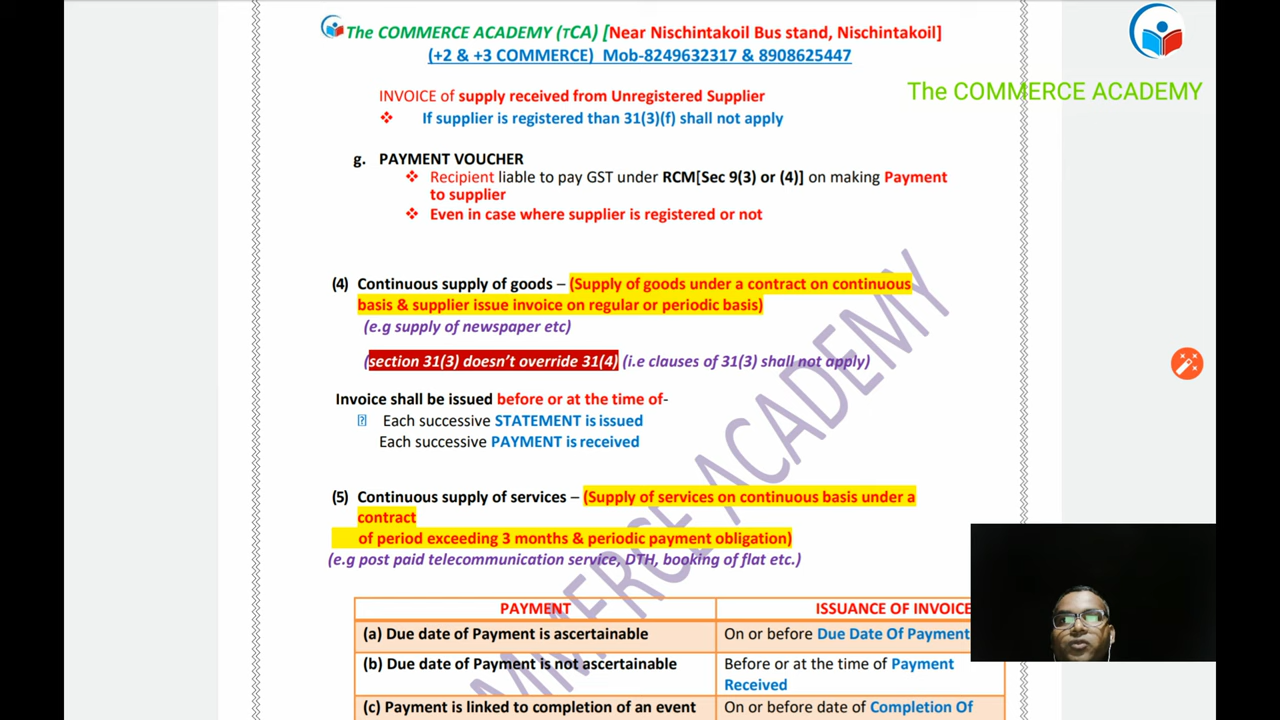 The COMMERCE ACADEMY (TCA) [Near Nischintakoil Bus stand, Nischintakoil]
(+2 & +3 COMMERCE) Mob-8249632317 & 8908625447
The COMMERCE ACADEMY
INVOICE of supply received from Unregistered Supplier
❖ If supplier is registered than 31(3)(f) shall not apply
g. PAYMENT VOUCHER
❖ Recipient liable to pay GST under RCM[Sec 9(3) or (4)] on making Payment
to supplier
❖ Even in case where supplier is registered or not
(4) Continuous supply of goods – (Supply of goods under a contract on continuous
basis & supplier issue invoice on regular or periodic basis)
(e.g supply of newspaper etc)
(section 31(3) doesn't override 31(4) (i.e clauses of 31(3) shall not apply)
Invoice shall be issued before or at the time of-
Each successive STATEMENT is issued
Each successive PAYMENT is received
(5) Continuous supply of services – (Supply of services on continuous basis under a
contract
of period exceeding 3 months & periodic payment obligation)
(e.g post paid telecommunication service, DTH, booking of flat etc.)
PAYMENT ISSUANCE OF INVOICE
(a) Due date of Payment is ascertainable On or before Due Date Of Payment
(b) Due date of Payment is not ascertainable Before or at the time of Payment
Received
(c) Payment is linked to completion of an event On or before date of Completion Of
MMERCE ACADEMY